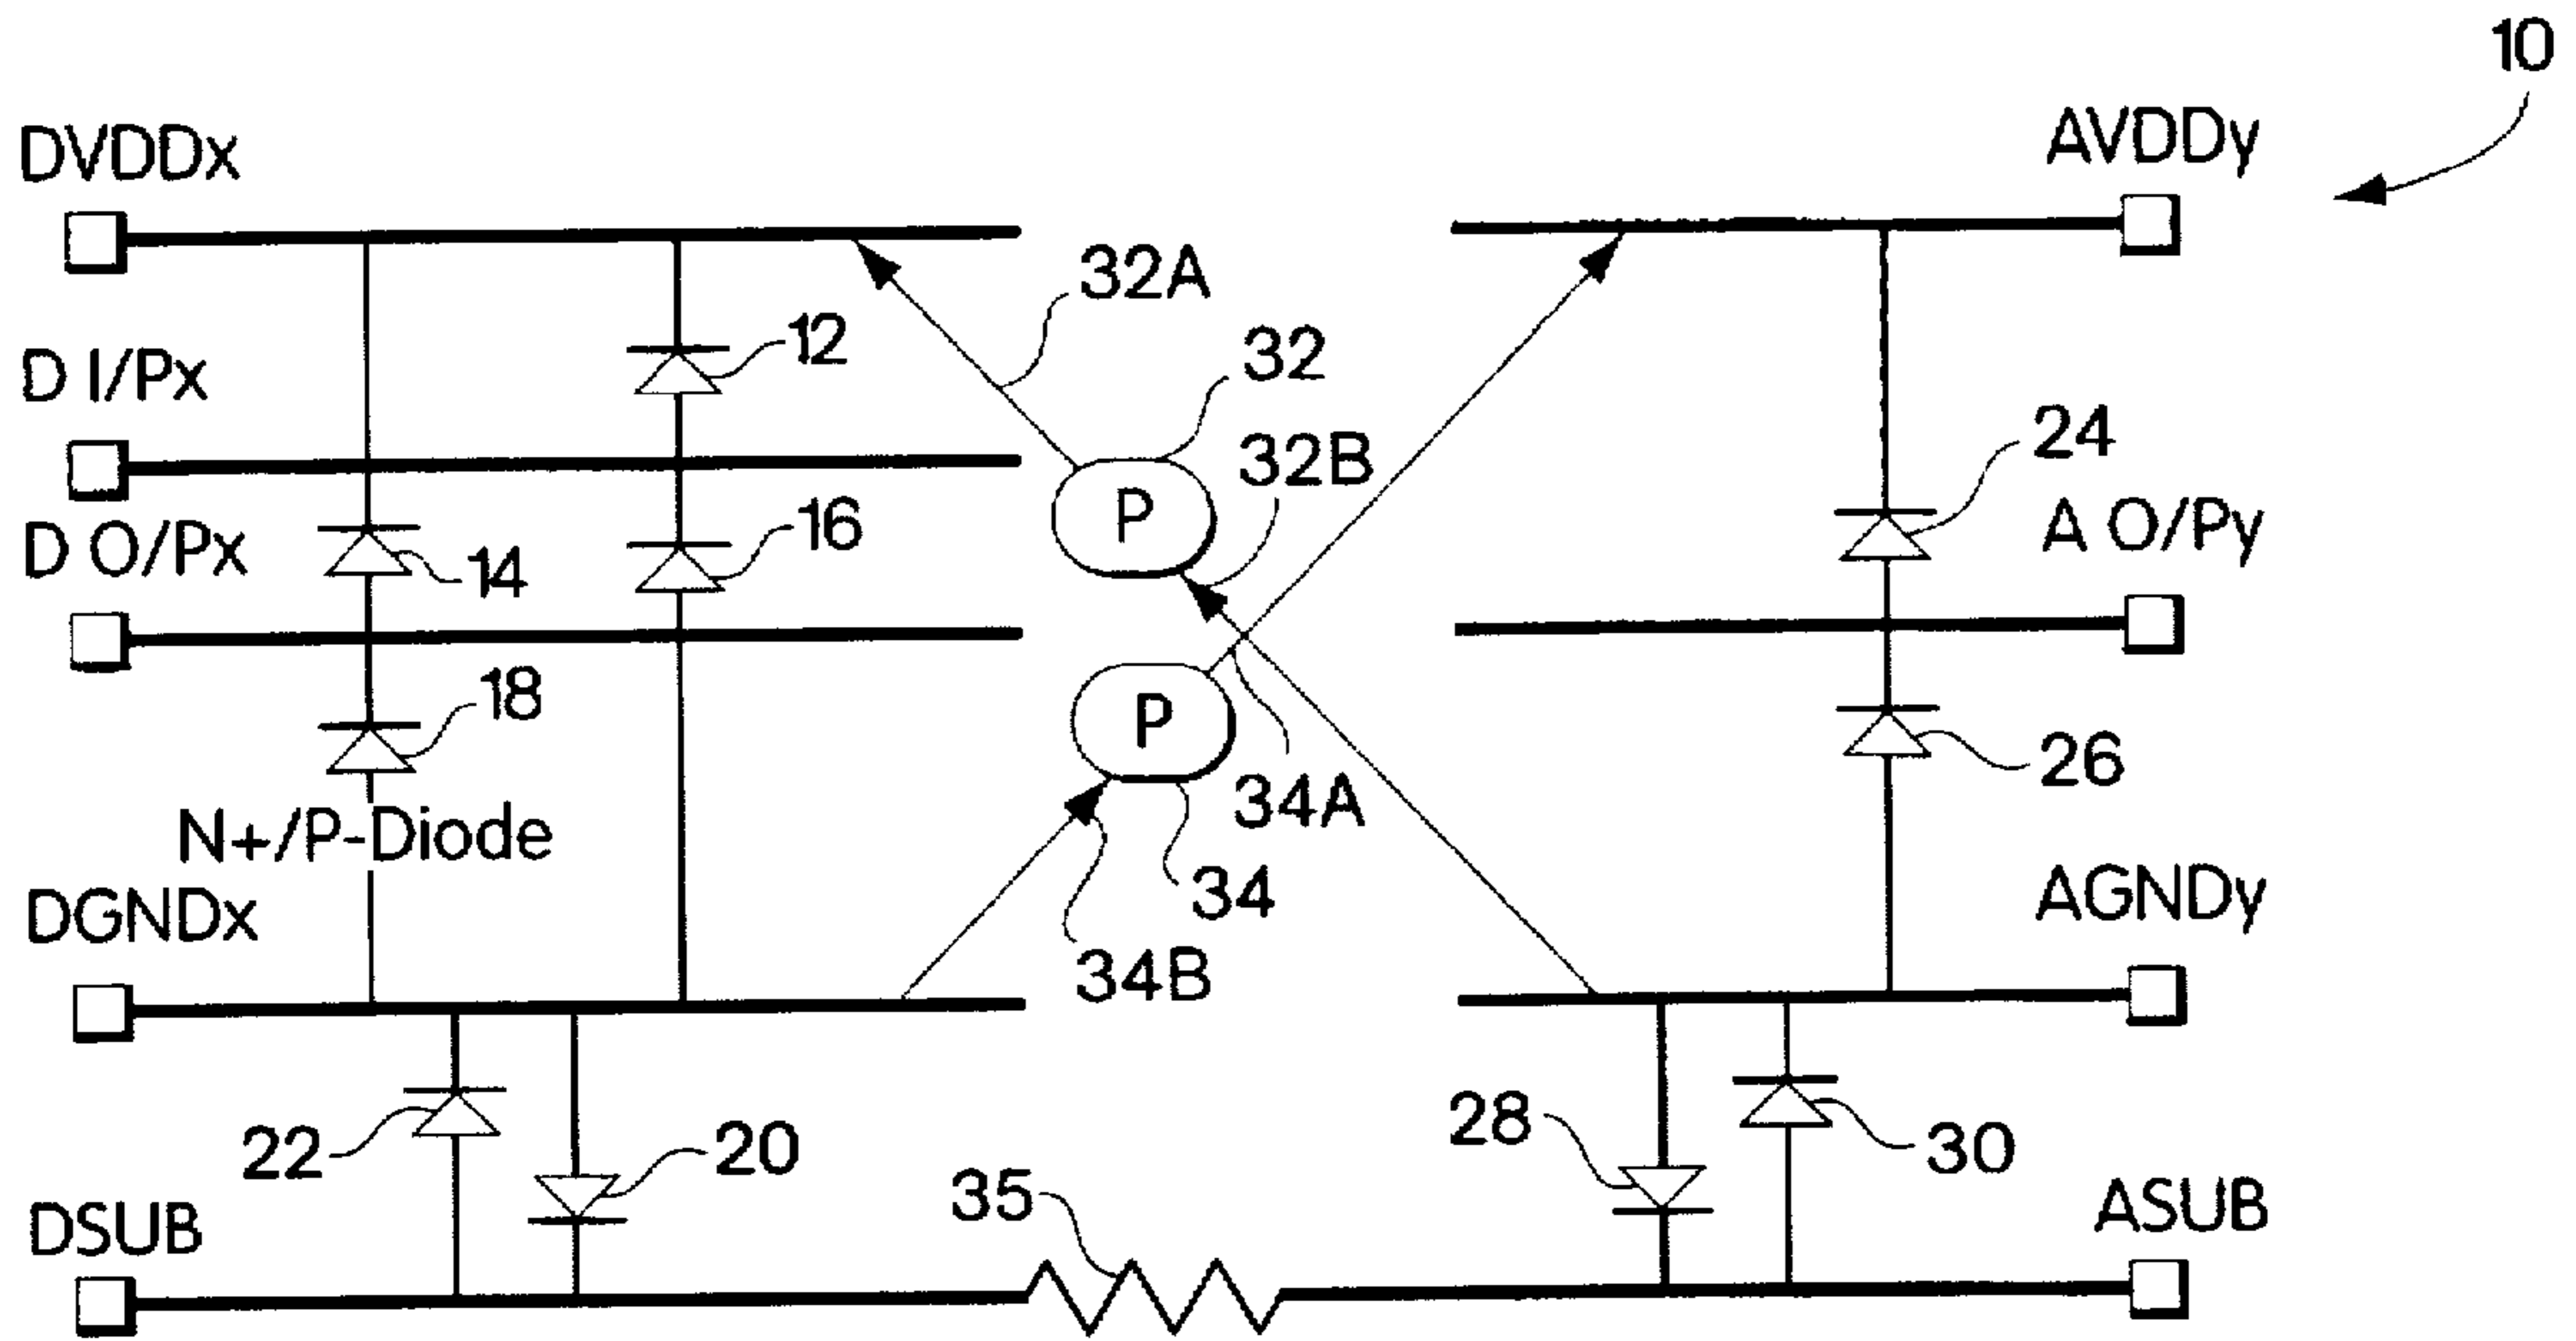 10
DVDDx
AVDDy
32A
12
32
D I/Px
32B
24
16
A O/Py
D O/Px
14
18
P
P
26
34A
N+/P-Diode
34
DGNDx
AGNDy
34B
28
20
22
30
35
DSUB
ASUB